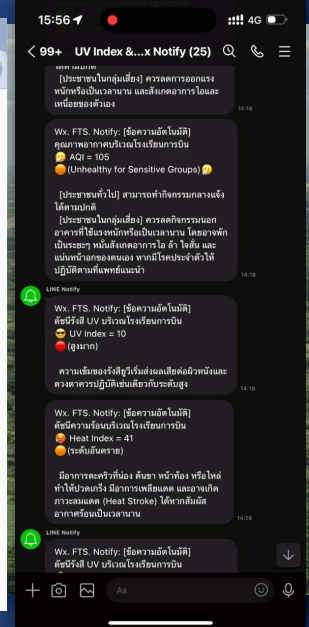 15:56
4G
99+ UV Index &...x Notify (25)
ได้ตามปกติ
[ประชาชนในกลุ่มเสี่ยง] ควรลดการออกแรง
หนักหรือเป็นเวลานาน และสังเกตอาการไอและ
เหนื่อยของตัวเอง
14:18
Wx. FTS. Notify: [ข้อความอัตโนมัติ]
คุณภาพอากาศบริเวณโรงเรียนการบิน
AQI = 105
(Unhealthy for Sensitive Groups)
[ประชาชนทั่วไป] สามารถทำกิจกรรมกลางแจ้ง
ได้ตามปกติ
[ประชาชนในกลุ่มเสี่ยง] ควรลดกิจกรรมนอก
อาคารที่ใช้แรงหนักหรือเป็นเวลานาน โดยอาจพัก
เป็นระยะๆ หมั่นสังเกตอาการไอ ล้า ใจสั่น และ
แน่นหน้าอกของตนเอง หากมีโรคประจำตัวให้
ปฏิบัติตามที่แพทย์แนะนำ
14:18
LINE Notify
Wx. FTS. Notify: [ข้อความอัตโนมัติ]
ดัชนีรังสี UV บริเวณโรงเรียนการบิน
UV Index = 10
(สูงมาก)
ความเข้มของรังสียูวีเริ่มส่งผลเสียต่อผิวหนังและ
ดวงตาควรปฏิบัติเช่นเดียวกับระดับสูง
14:19
Wx. FTS. Notify: [ข้อความอัตโนมัติ]
ดัชนีความร้อนบริเวณโรงเรียนการบิน
Heat Index = 41
(ระดับอันตราย)
มีอาการตะคริวที่น่อง ต้นขา หน้าท้อง หรือไหล่
ทำให้ปวดเกร็ง มีอาการเพลียแดด และอาจเกิด
ภาวะลมแดด (Heat Stroke) ได้หากสัมผัส
อากาศร้อนเป็นเวลานาน
14:19
LINE Notify
Wx. FTS. Notify: [ข้อความอัตโนมัติ]
ดัชนีรังสี UV บริเวณโรงเรียนการบิน
Aa